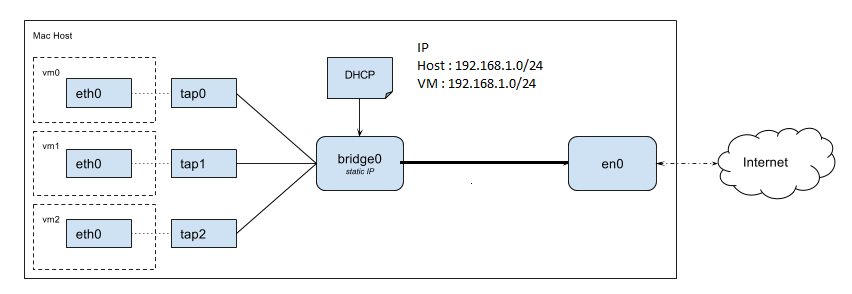 Mac Host
IP
Host : 192.168.1.0/24
VM : 192.168.1.0/24
DHCP
vm0
eth0
tap0
vm1
eth0
tap1
bridge0
static IP
en0
Internet
vm2
eth0
tap2